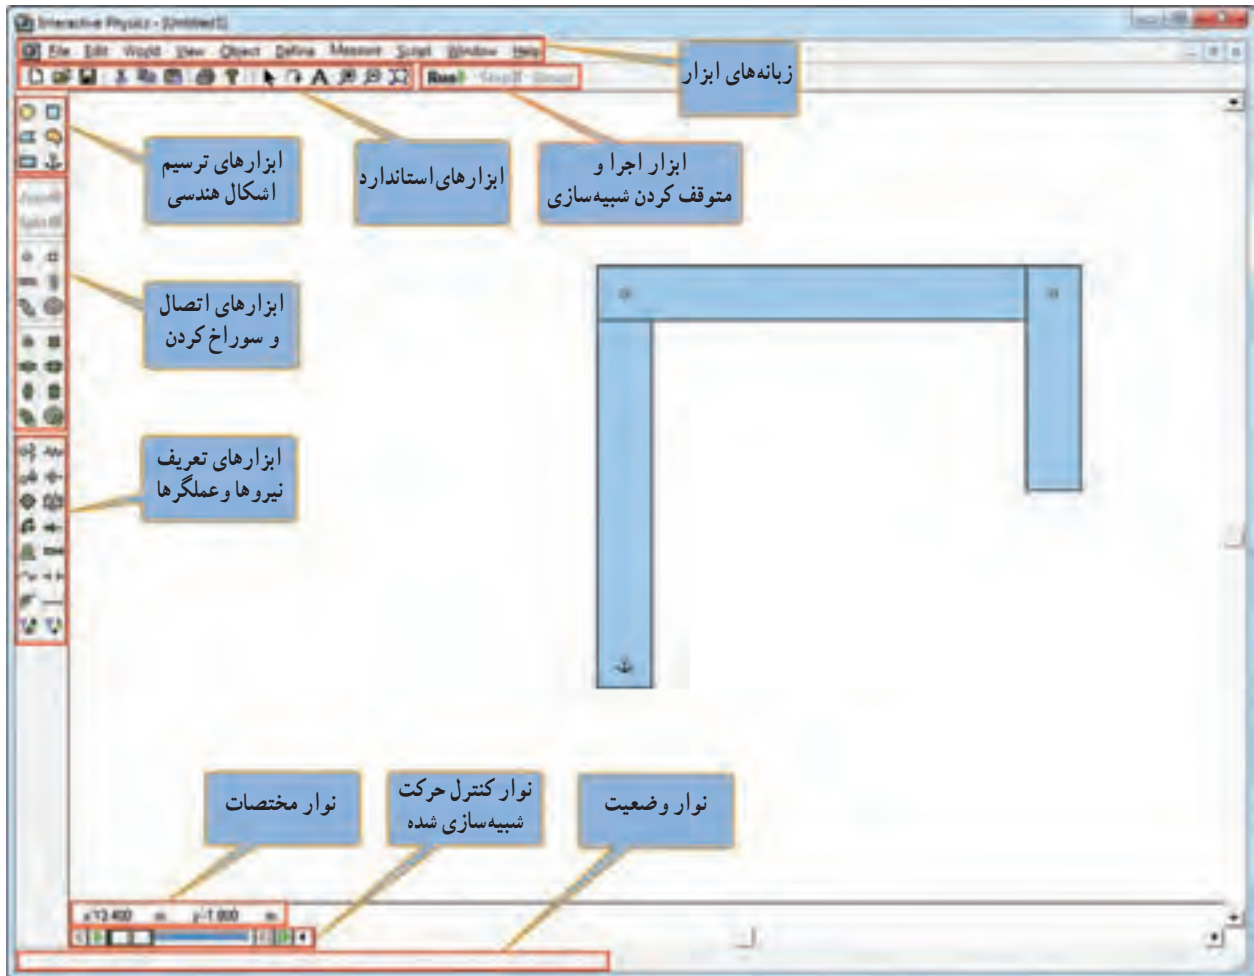 Interactive Physics - [Untitled1]
File Edit World View Object Define Measure Script Window Help
Run
زبانه‌های ابزار
ابزارهای ترسیم
اشکال هندسی
ابزارهای استاندارد
ابزار اجرا و
متوقف کردن شبیه‌سازی
ابزارهای اتصال
و سوراخ کردن
ابزارهای تعریف
نیروها وعملگرها
نوار مختصات
نوار کنترل حرکت
شبیه‌سازی شده
نوار وضعیت
m m